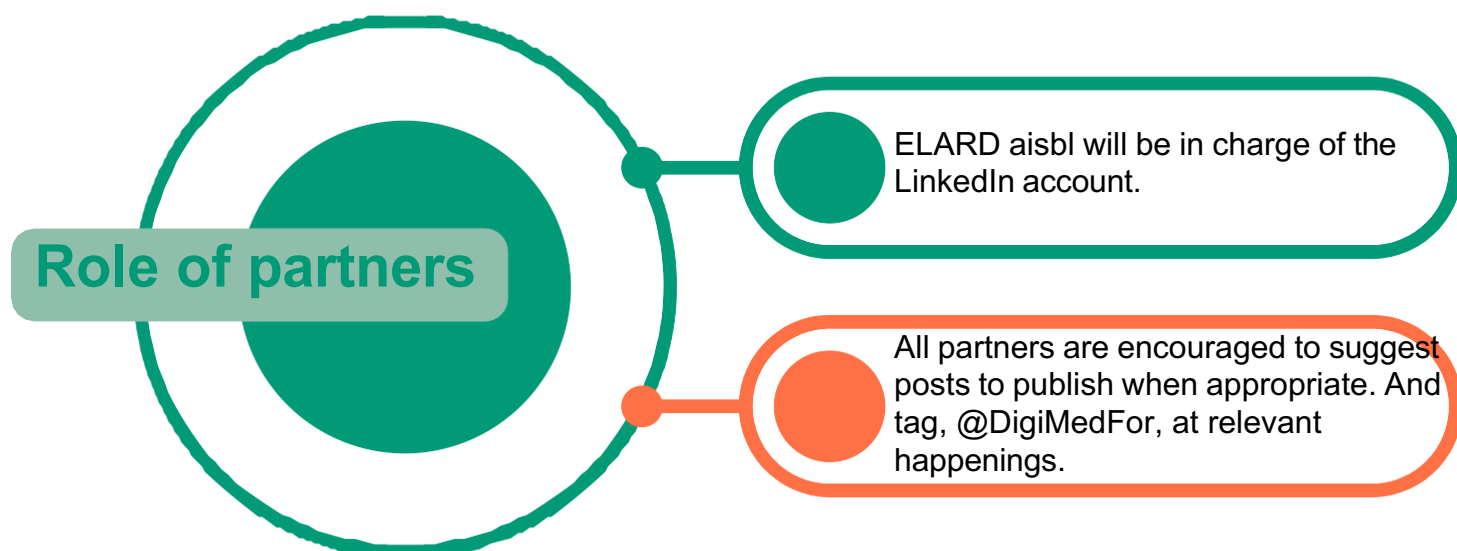 Role of partners
ELARD aisbl will be in charge of the
LinkedIn account.
All partners are encouraged to suggest
posts to publish when appropriate. And
tag, @DigiMedFor, at relevant
happenings.